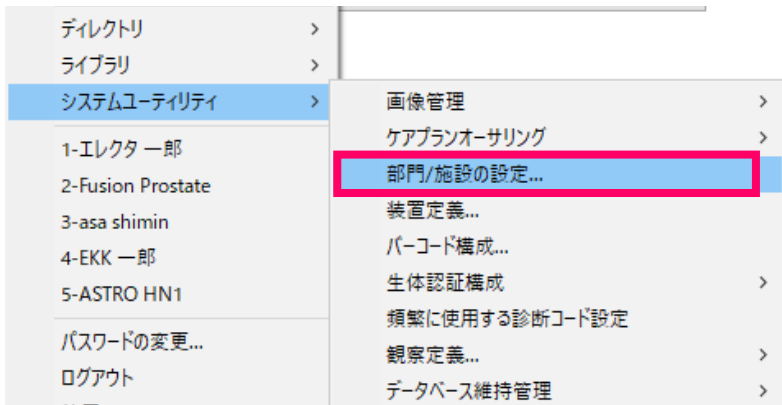 ディレクトリ
ライブラリ
システムユーティリティ
1-エレクタ 一郎
2-Fusion Prostate
3-asa shimin
4-EKK 一郎
5-ASTRO HN1
パスワードの変更...
ログアウト
画像管理
ケアプランオーサリング
部門/施設の設定...
装置定義...
バーコード構成...
生体認証構成
頻繁に使用する診断コード設定
観察定義...
データベース維持管理